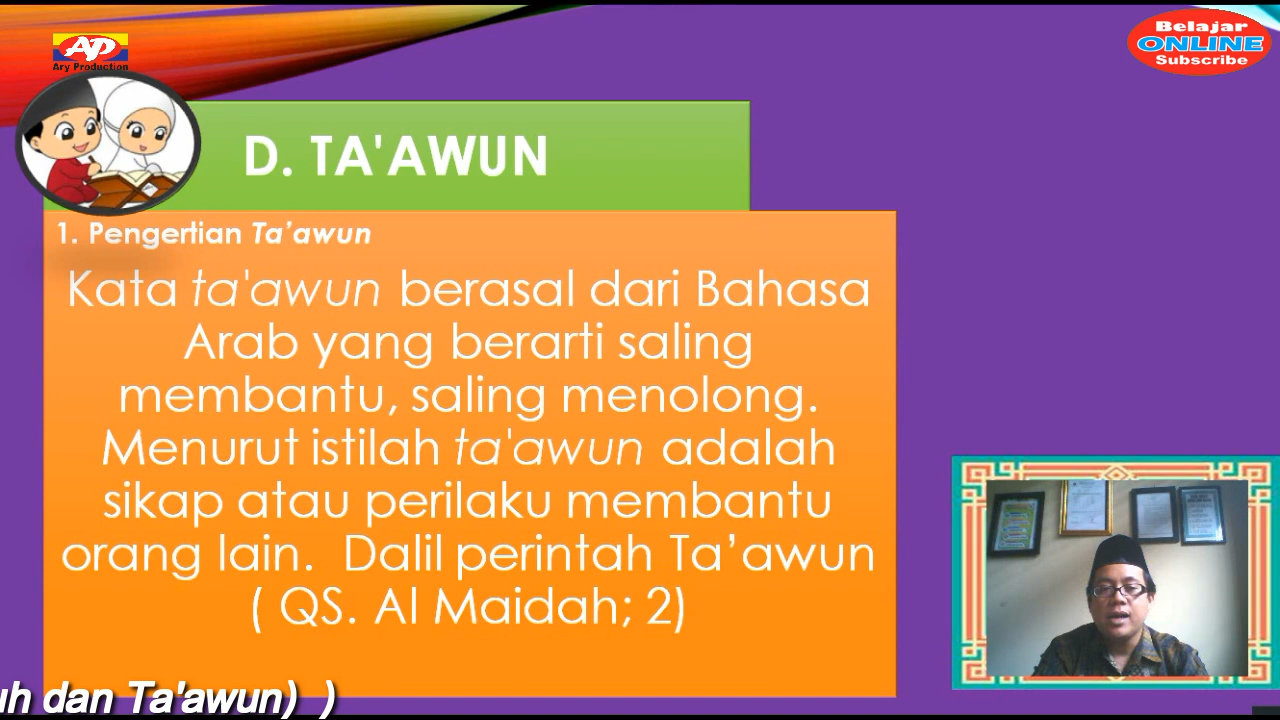 AP
Ary Production
Belajar
ONLINE
Subscribe
D. TA'AWUN
1. Pengertian Ta’awun
Kata ta'awun berasal dari Bahasa
Arab yang berarti saling
membantu, saling menolong.
Menurut istilah ta'awun adalah
sikap atau perilaku membantu
orang lain. Dalil perintah Ta’awun
( QS. Al Maidah; 2)
dan Ta'awun) )